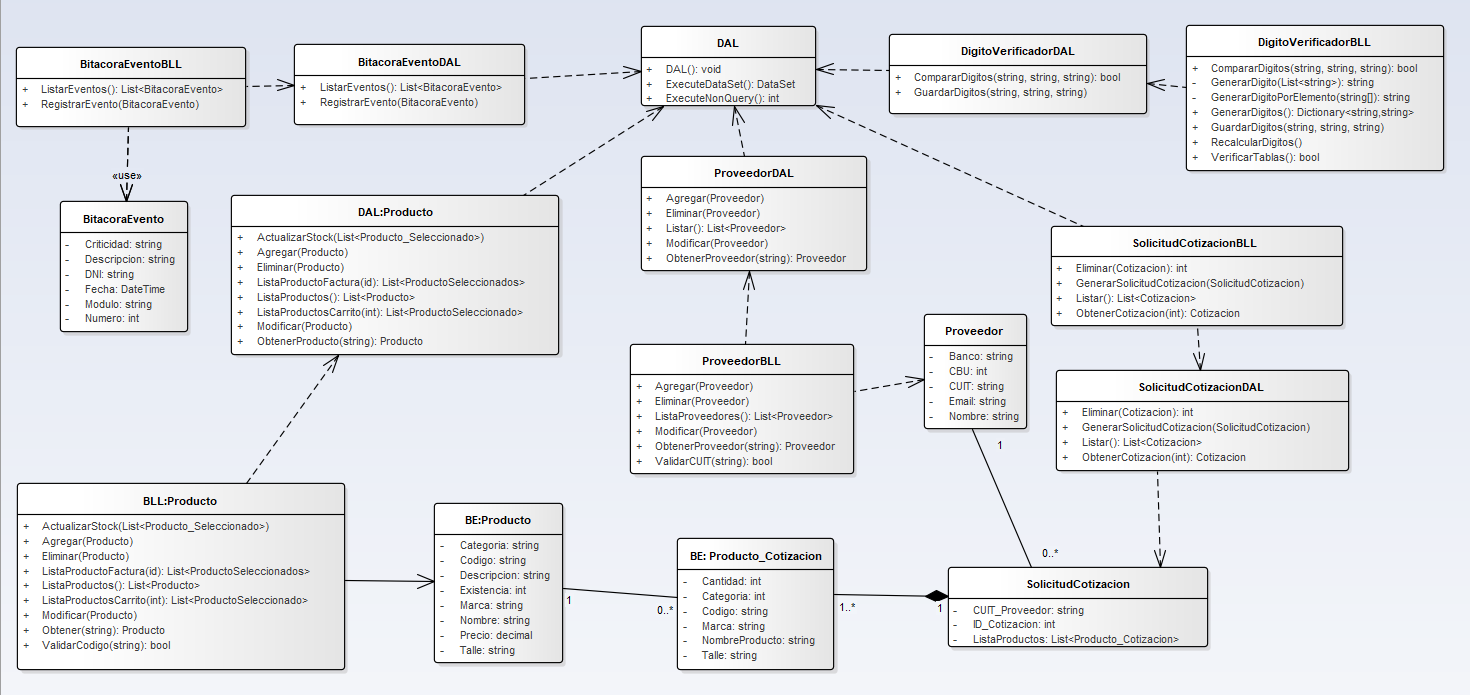 BitacoraEventoBLL
+ ListarEventos(): List<BitacoraEvento>
+ RegistrarEvento(BitacoraEvento)
BitacoraEventoDAL
+ ListarEventos(): List<BitacoraEvento>
+ RegistrarEvento(BitacoraEvento)
DAL
+ DAL(): void
+ ExecuteDataSet(): DataSet
+ ExecuteNonQuery(): int
DigitoVerificadorDAL
+ CompararDigitos(string, string, string): bool
+ GuardarDigitos(string, string, string)
DigitoVerificadorBLL
+ CompararDigitos(string, string, string): bool
- GenerarDigito(List<string>): string
- GenerarDigitoPorElemento(string[]): string
+ GenerarDigitos(): Dictionary<string,string>
+ GuardarDigitos(string, string, string)
+ RecalcularDigitos()
+ VerificarTablas(): bool
«use»
BitacoraEvento
- Criticidad: string
- Descripcion: string
- DNI: string
- Fecha: DateTime
- Modulo: string
- Numero: int
DAL:Producto
+ ActualizarStock(List<Producto_Seleccionado>)
+ Agregar(Producto)
+ Eliminar(Producto)
+ ListaProductoFactura(id): List<ProductoSeleccionados>
+ ListaProductos(): List<Producto>
+ ListaProductosCarrito(int): List<ProductoSeleccionado>
+ Modificar(Producto)
+ ObtenerProducto(string): Producto
ProveedorDAL
+ Agregar(Proveedor)
+ Eliminar(Proveedor)
+ Listar(): List<Proveedor>
+ Modificar(Proveedor)
+ ObtenerProveedor(string): Proveedor
SolicitudCotizacionBLL
+ Eliminar(Cotizacion): int
+ GenerarSolicitudCotizacion(SolicitudCotizacion)
+ Listar(): List<Cotizacion>
+ ObtenerCotizacion(int): Cotizacion
ProveedorBLL
+ Agregar(Proveedor)
+ Eliminar(Proveedor)
+ ListaProveedores(): List<Proveedor>
+ Modificar(Proveedor)
+ ObtenerProveedor(string): Proveedor
+ ValidarCUIT(string): bool
Proveedor
- Banco: string
- CBU: int
- CUIT: string
- Email: string
- Nombre: string
SolicitudCotizacionDAL
+ Eliminar(Cotizacion): int
+ GenerarSolicitudCotizacion(SolicitudCotizacion)
+ Listar(): List<Cotizacion>
+ ObtenerCotizacion(int): Cotizacion
1
0..*
BLL:Producto
+ ActualizarStock(List<Producto_Seleccionado>)
+ Agregar(Producto)
+ Eliminar(Producto)
+ ListaProductoFactura(id): List<ProductoSeleccionados>
+ ListaProductos(): List<Producto>
+ ListaProductosCarrito(int): List<ProductoSeleccionado>
+ Modificar(Producto)
+ Obtener(string): Producto
+ ValidarCodigo(string): bool
BE:Producto
- Categoria: string
- Codigo: string
- Descripcion: string
- Existencia: int
- Marca: string
- Nombre: string
- Precio: decimal
- Talle: string
1
0..*
BE: Producto_Cotizacion
- Cantidad: int
- Categoria: int
- Codigo: string
- Marca: string
- NombreProducto: string
- Talle: string
1..*
1
SolicitudCotizacion
- CUIT_Proveedor: string
- ID_Cotizacion: int
- ListaProductos: List<Producto_Cotizacion>